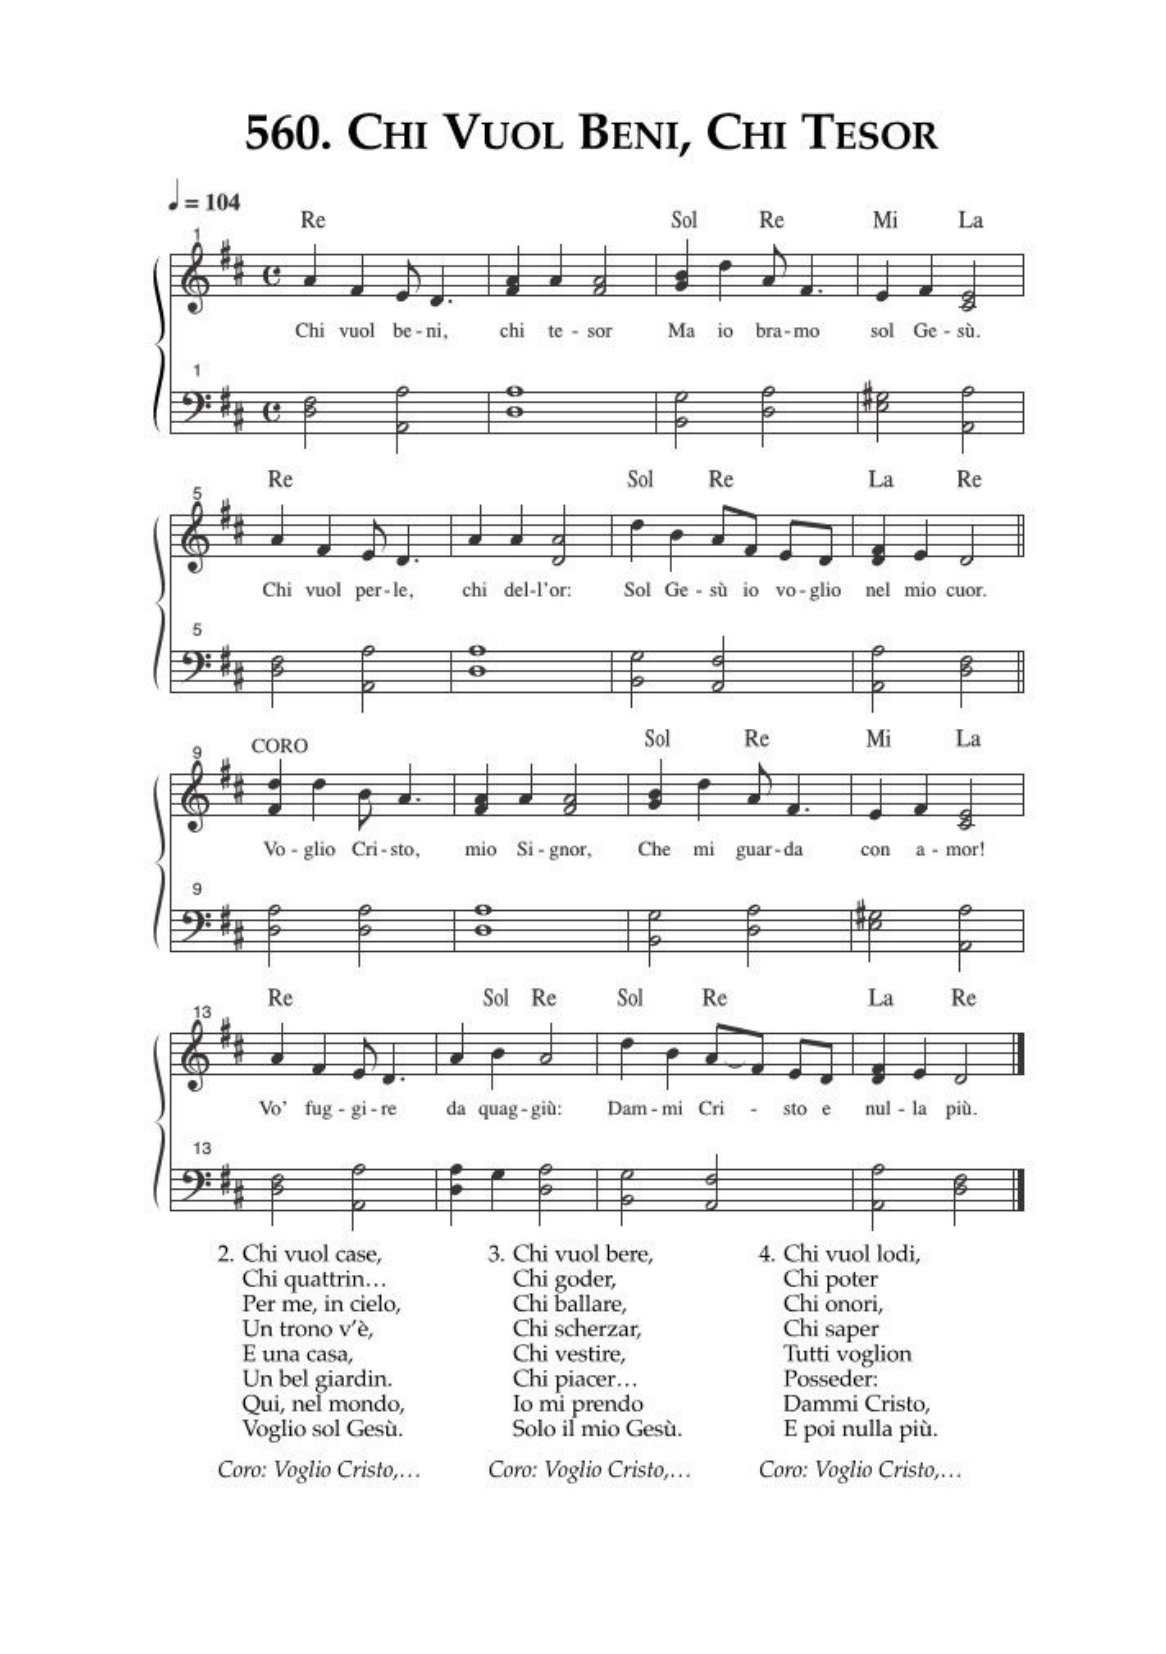 560. CHI VUOL BENI, CHI TESOR
♩ = 104
Re Sol Re Mi La
1
Chi vuol be - ni, chi te - sor Ma io bra - mo sol Ge - sù.
1
Re Sol Re La Re
5
Chi vuol per - le, chi del - l'or: Sol Ge - sù io vo - glio nel mio cuor.
5
CORO Sol Re Mi La
9
Vo - glio Cri - sto, mio Si - gnor, Che mi guar - da con a - mor!
9
Re Sol Re Sol Re La Re
13
Vo' fug - gi - re da quag - giù: Dam - mi Cri - sto e nul - la più.
13
2. Chi vuol case,
Chi quattrin…
Per me, in cielo,
Un trono v'è,
E una casa,
Un bel giardin.
Qui, nel mondo,
Voglio sol Gesù.
Coro: Voglio Cristo,…
3. Chi vuol bere,
Chi goder,
Chi ballare,
Chi scherzar,
Chi vestire,
Chi piacer…
Io mi prendo
Solo il mio Gesù.
Coro: Voglio Cristo,…
4. Chi vuol lodi,
Chi poter
Chi onori,
Chi saper
Tutti voglion
Posseder:
Dammi Cristo,
E poi nulla più.
Coro: Voglio Cristo,…